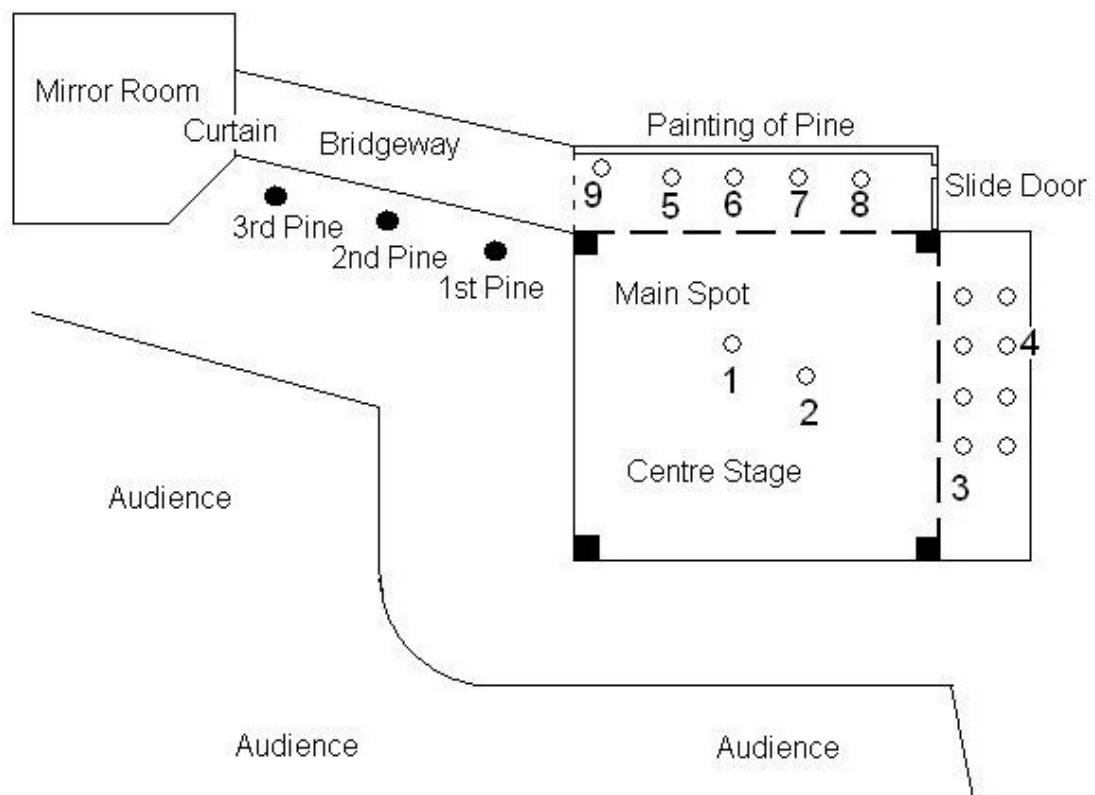 Mirror Room
Curtain
Bridgeway
Painting of Pine
Slide Door
9
5
6
7
8
3rd Pine
2nd Pine
1st Pine
Main Spot
1
2
4
Centre Stage
3
Audience
Audience
Audience